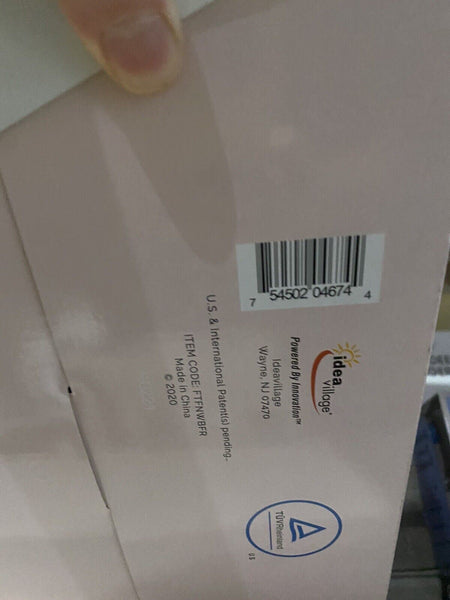 7 54502 04674 4
idea
village®
Powered By Innovation™
Ideavillage
Wayne, NJ 07470
U.S. & International Patent(s) pending.
ITEM CODE: FTFNWBFR
Made in China
© 2020
TÜVRheinland
US